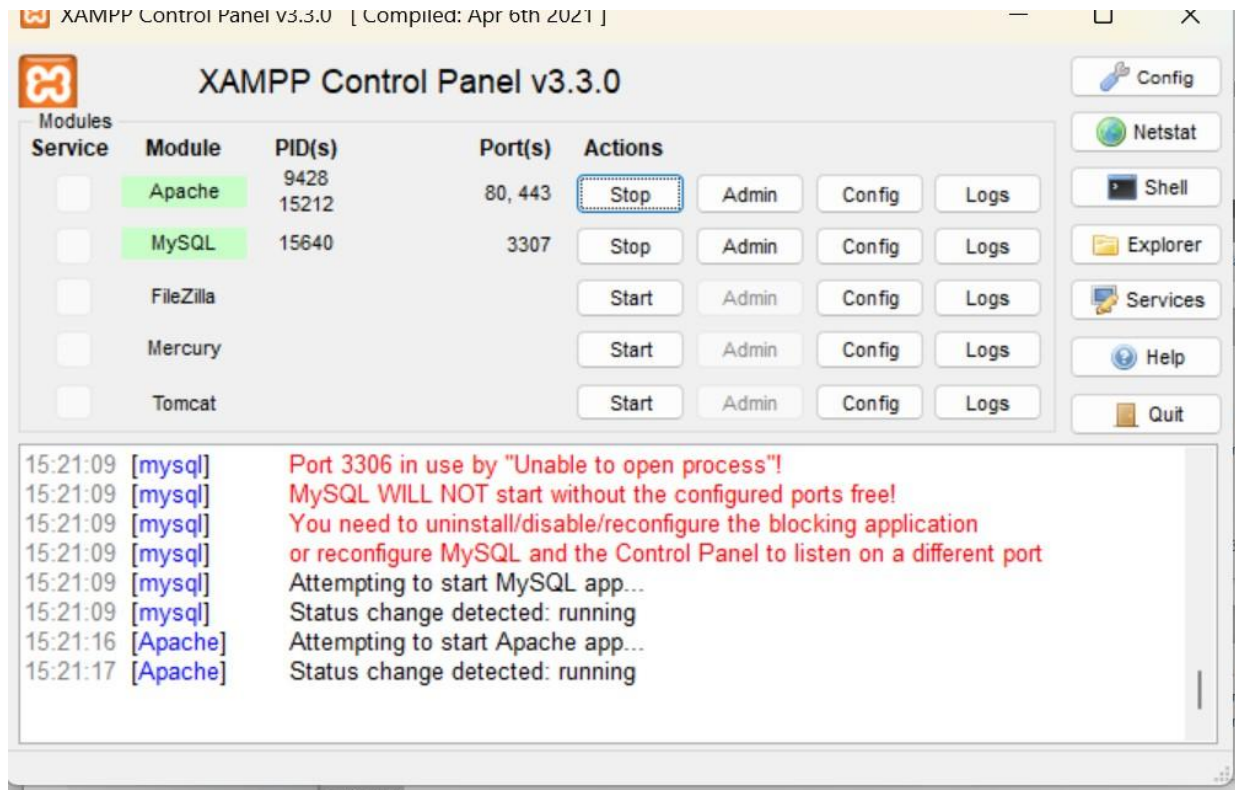 XAMPP Control Panel v3.3.0 [ Compiled: Apr 6th 2021 ]
XAMPP Control Panel v3.3.0
Config
Modules
Service Module PID(s) Port(s) Actions
Netstat
Apache 9428 15212 80, 443 Stop Admin Config Logs
Shell
MySQL 15640 3307 Stop Admin Config Logs
Explorer
FileZilla Start Admin Config Logs
Services
Mercury Start Admin Config Logs
Help
Tomcat Start Admin Config Logs
Quit
15:21:09 [mysql] Port 3306 in use by "Unable to open process"!
15:21:09 [mysql] MySQL WILL NOT start without the configured ports free!
15:21:09 [mysql] You need to uninstall/disable/reconfigure the blocking application
15:21:09 [mysql] or reconfigure MySQL and the Control Panel to listen on a different port
15:21:09 [mysql] Attempting to start MySQL app...
15:21:09 [mysql] Status change detected: running
15:21:16 [Apache] Attempting to start Apache app...
15:21:17 [Apache] Status change detected: running